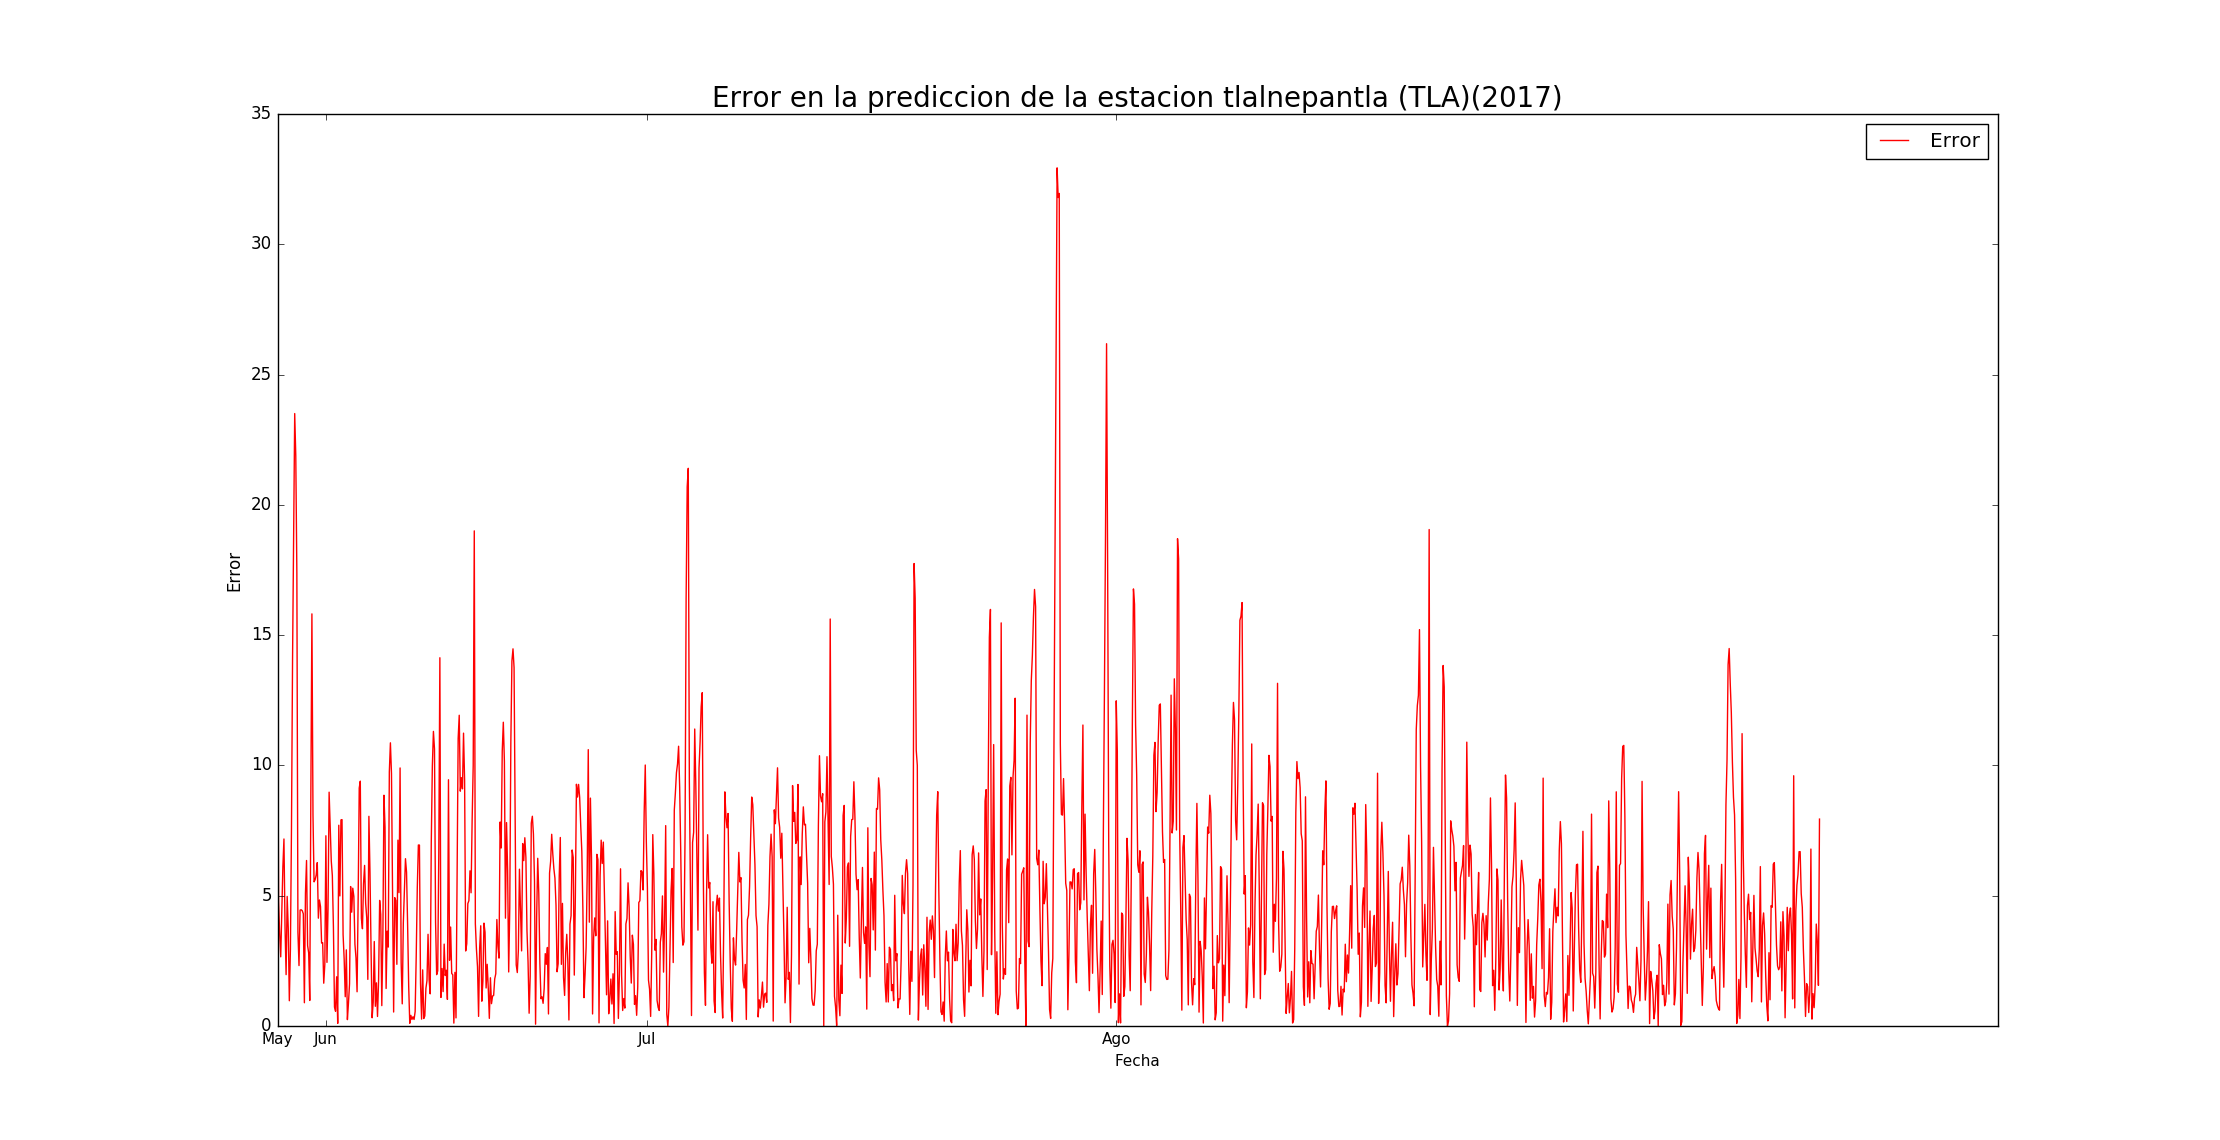 Error en la prediccion de la estacion tlalnepantla (TLA)(2017)
35
Error
30
25
20
15
10
5
0
Error
May Jun Jul Ago
Fecha